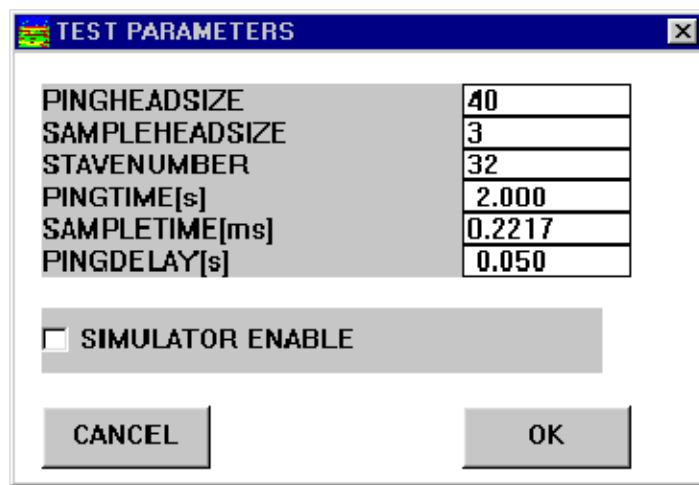 TEST PARAMETERS
PINGHEADSIZE 40
SAMPLEHEADSIZE 3
STAVENUMBER 32
PINGTIME[s] 2.000
SAMPLETIME[ms] 0.2217
PINGDELAY[s] 0.050
SIMULATOR ENABLE
CANCEL OK